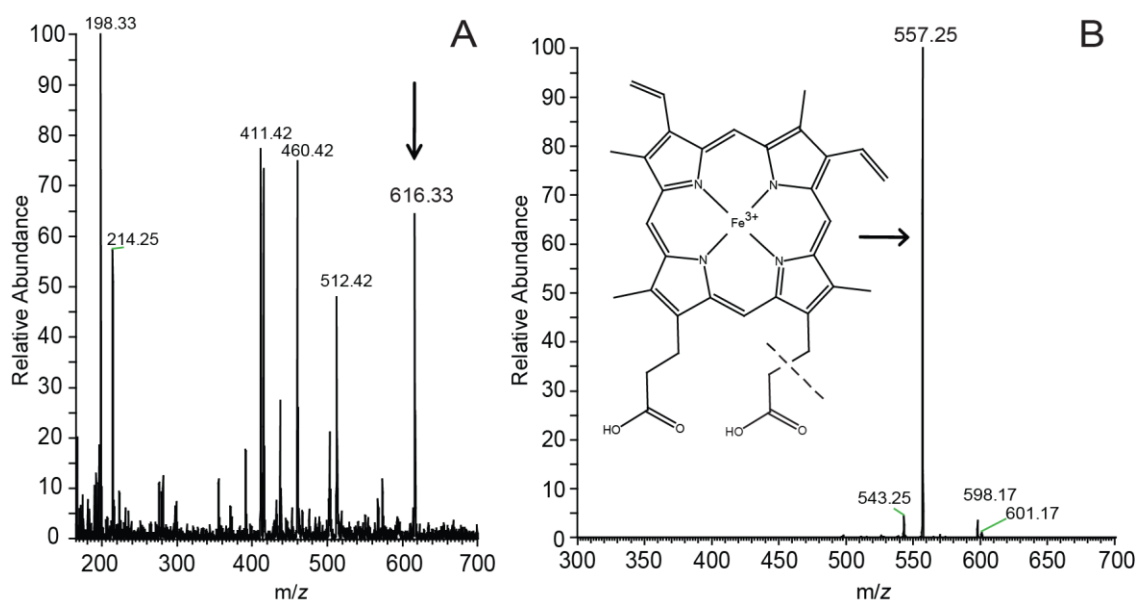 A
198.33
411.42
460.42
616.33
214.25
512.42
Relative Abundance
100
90
80
70
60
50
40
30
20
10
0
200 300 400 500 600 700
m/z
B
557.25
N N
Fe3+
N N
HO O
HO O
543.25
598.17
601.17
Relative Abundance
100
90
80
70
60
50
40
30
20
10
0
300 350 400 450 500 550 600 650 700
m/z